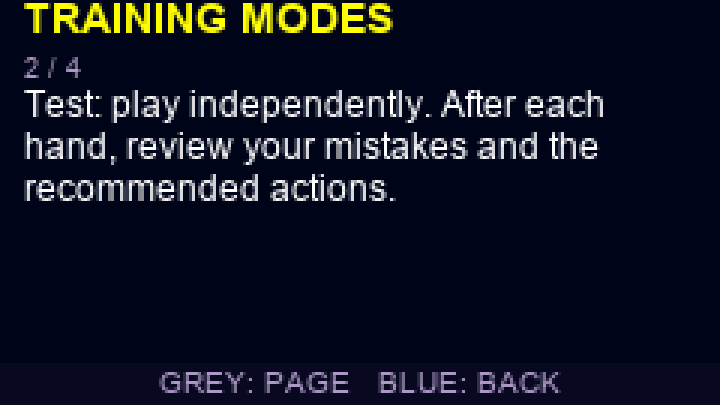 TRAINING MODES
2 / 4
Test: play independently. After each
hand, review your mistakes and the
recommended actions.
GREY: PAGE BLUE: BACK